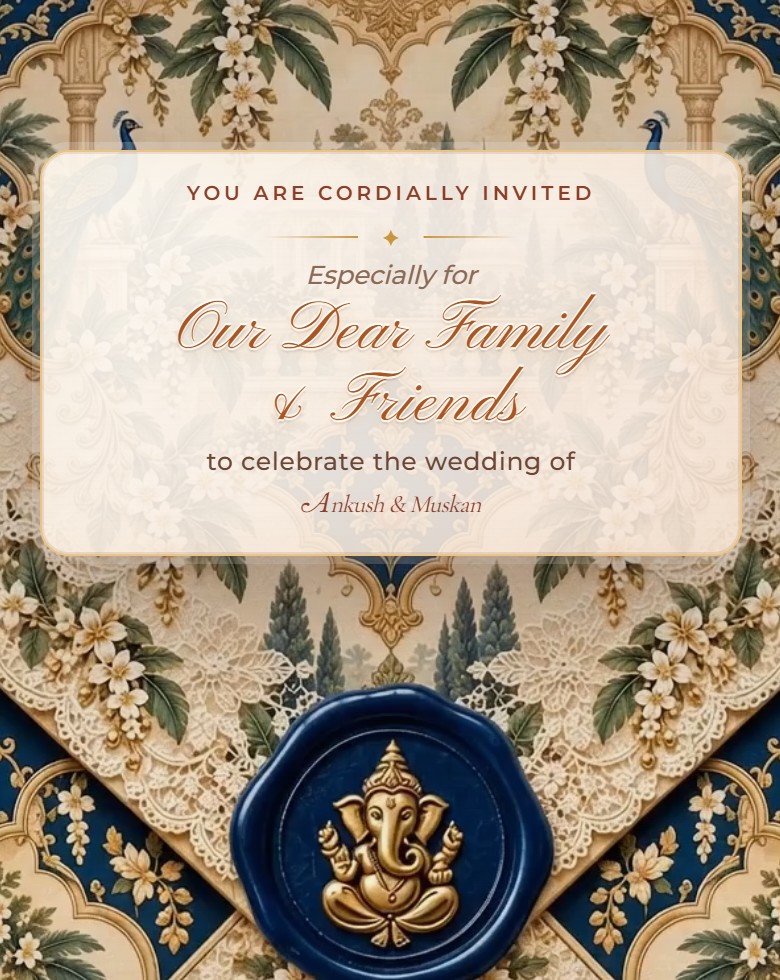 YOU ARE CORDIALLY INVITED
Especially for
Our Dear Family
& Friends
to celebrate the wedding of
Ankush & Muskan